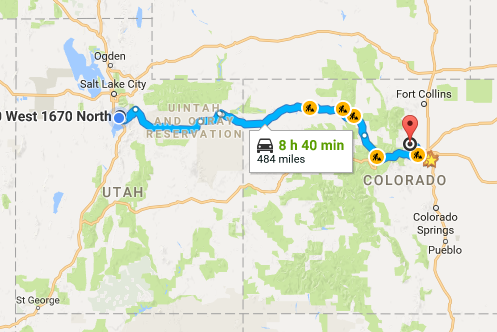 Ogden
Salt Lake City
Fort Collins
West 1670 North
UINTAH
AND OURAY
RESERVATION
8 h 40 min
484 miles
UTAH
COLORADO
Colorado
Springs
Pueblo
St George